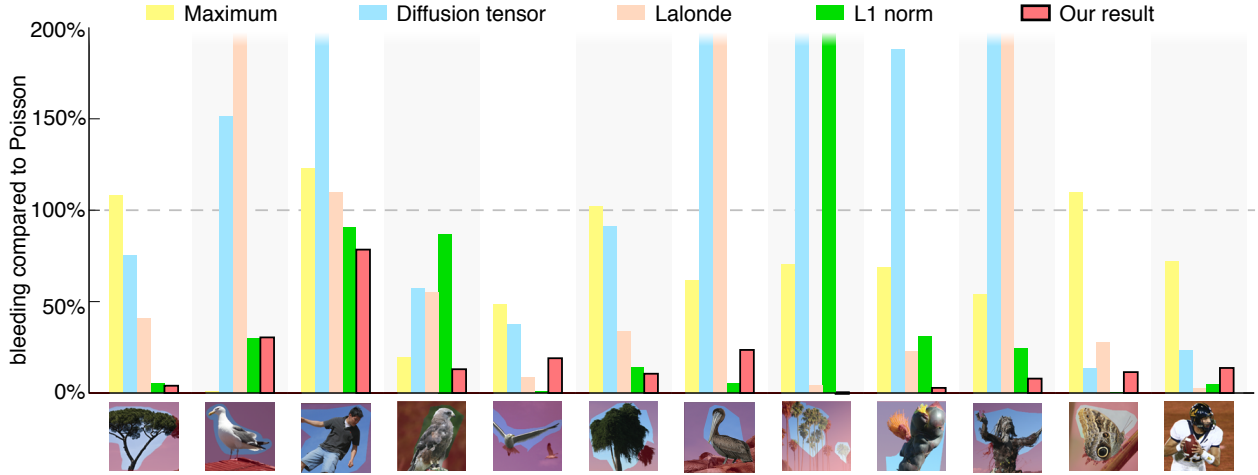 Maximum Diffusion tensor Lalonde L1 norm Our result
bleeding compared to Poisson
200%
150%
100%
50%
0%